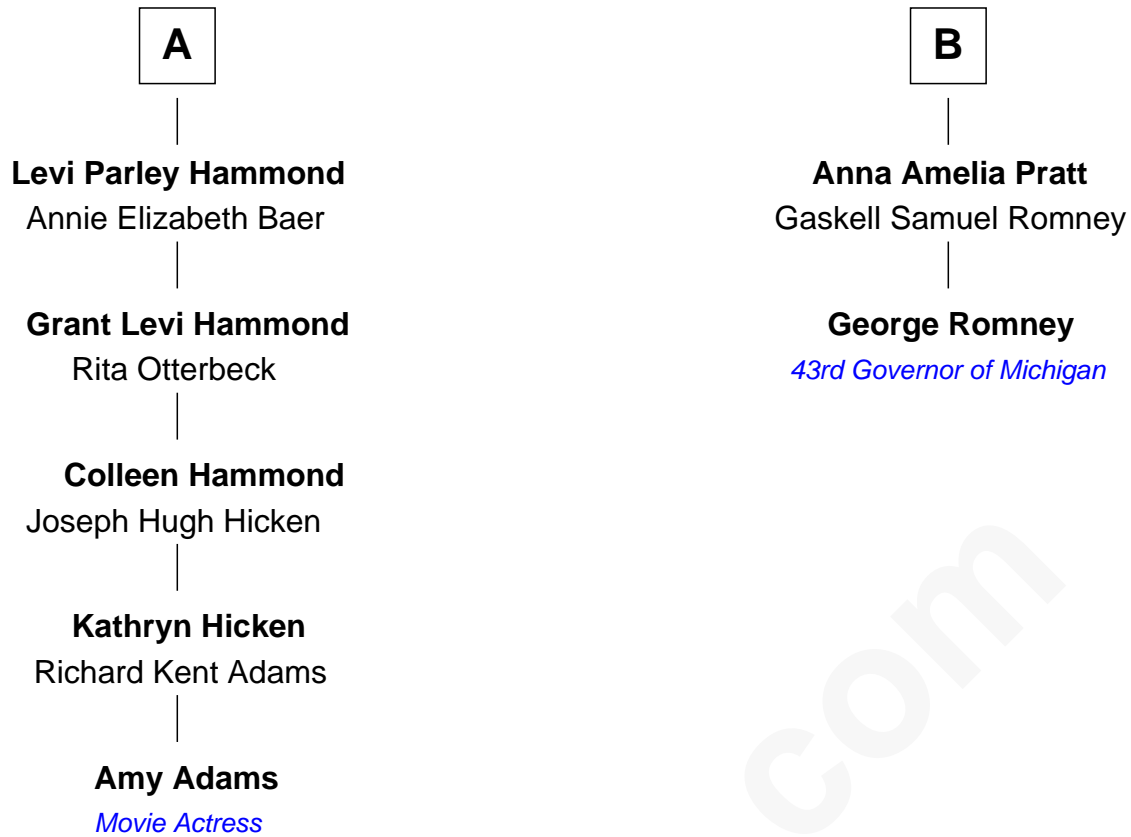 A
Levi Parley Hammond
Annie Elizabeth Baer
Grant Levi Hammond
Rita Otterbeck
Colleen Hammond
Joseph Hugh Hicken
Kathryn Hicken
Richard Kent Adams
Amy Adams
Movie Actress
B
Anna Amelia Pratt
Gaskell Samuel Romney
George Romney
43rd Governor of Michigan
com